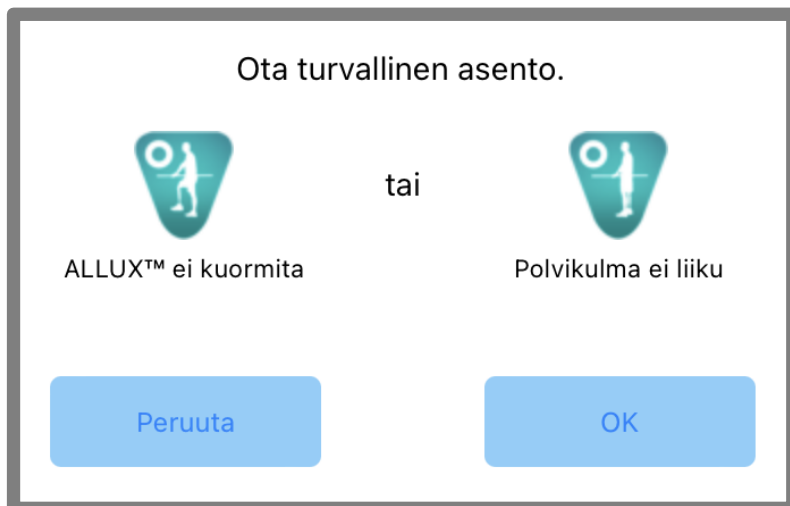 Ota turvallinen asento.
tai
ALLUX™ ei kuormita
Polvikulma ei liiku
Peruuta
OK